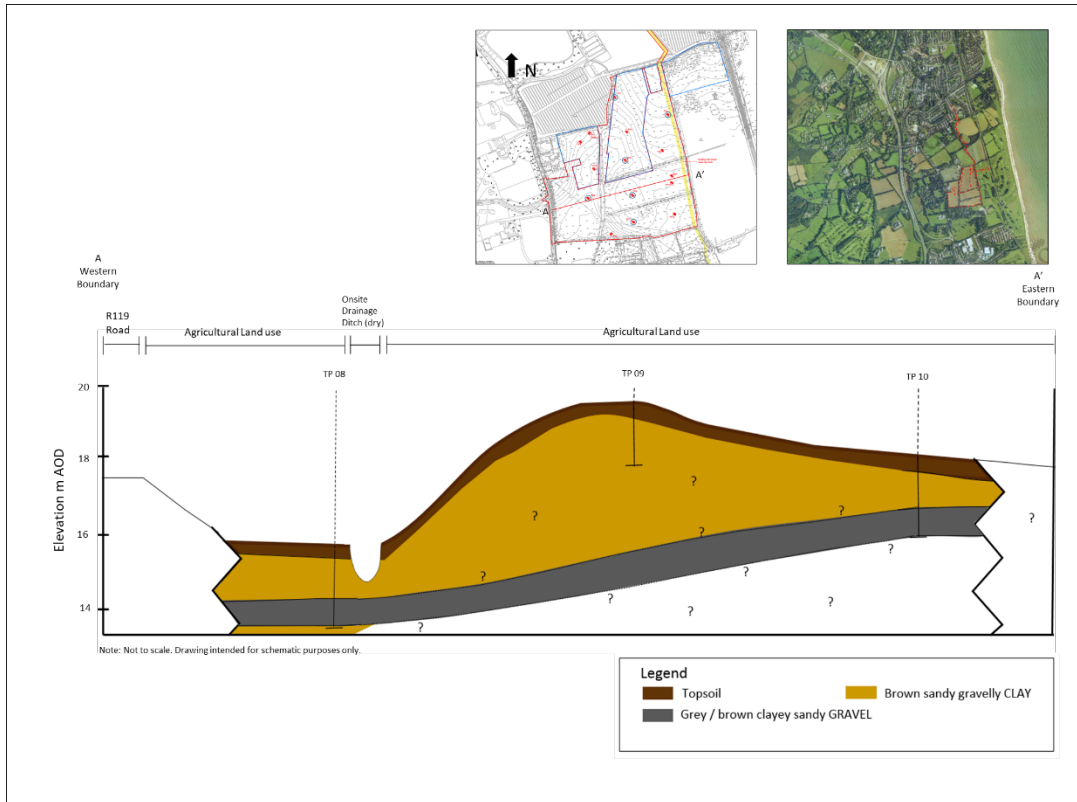 N
A
A'
A
Western
Boundary
A'
Eastern
Boundary
R119
Road
Agricultural Land use
Onsite
Drainage
Ditch (dry)
Agricultural Land use
TP 08
TP 09
TP 10
Elevation m AOD
20
18
16
14
?
?
?
?
?
?
?
?
?
?
?
?
?
Note: Not to scale. Drawing intended for schematic purposes only.
Legend
Topsoil
Brown sandy gravelly CLAY
Grey / brown clayey sandy GRAVEL